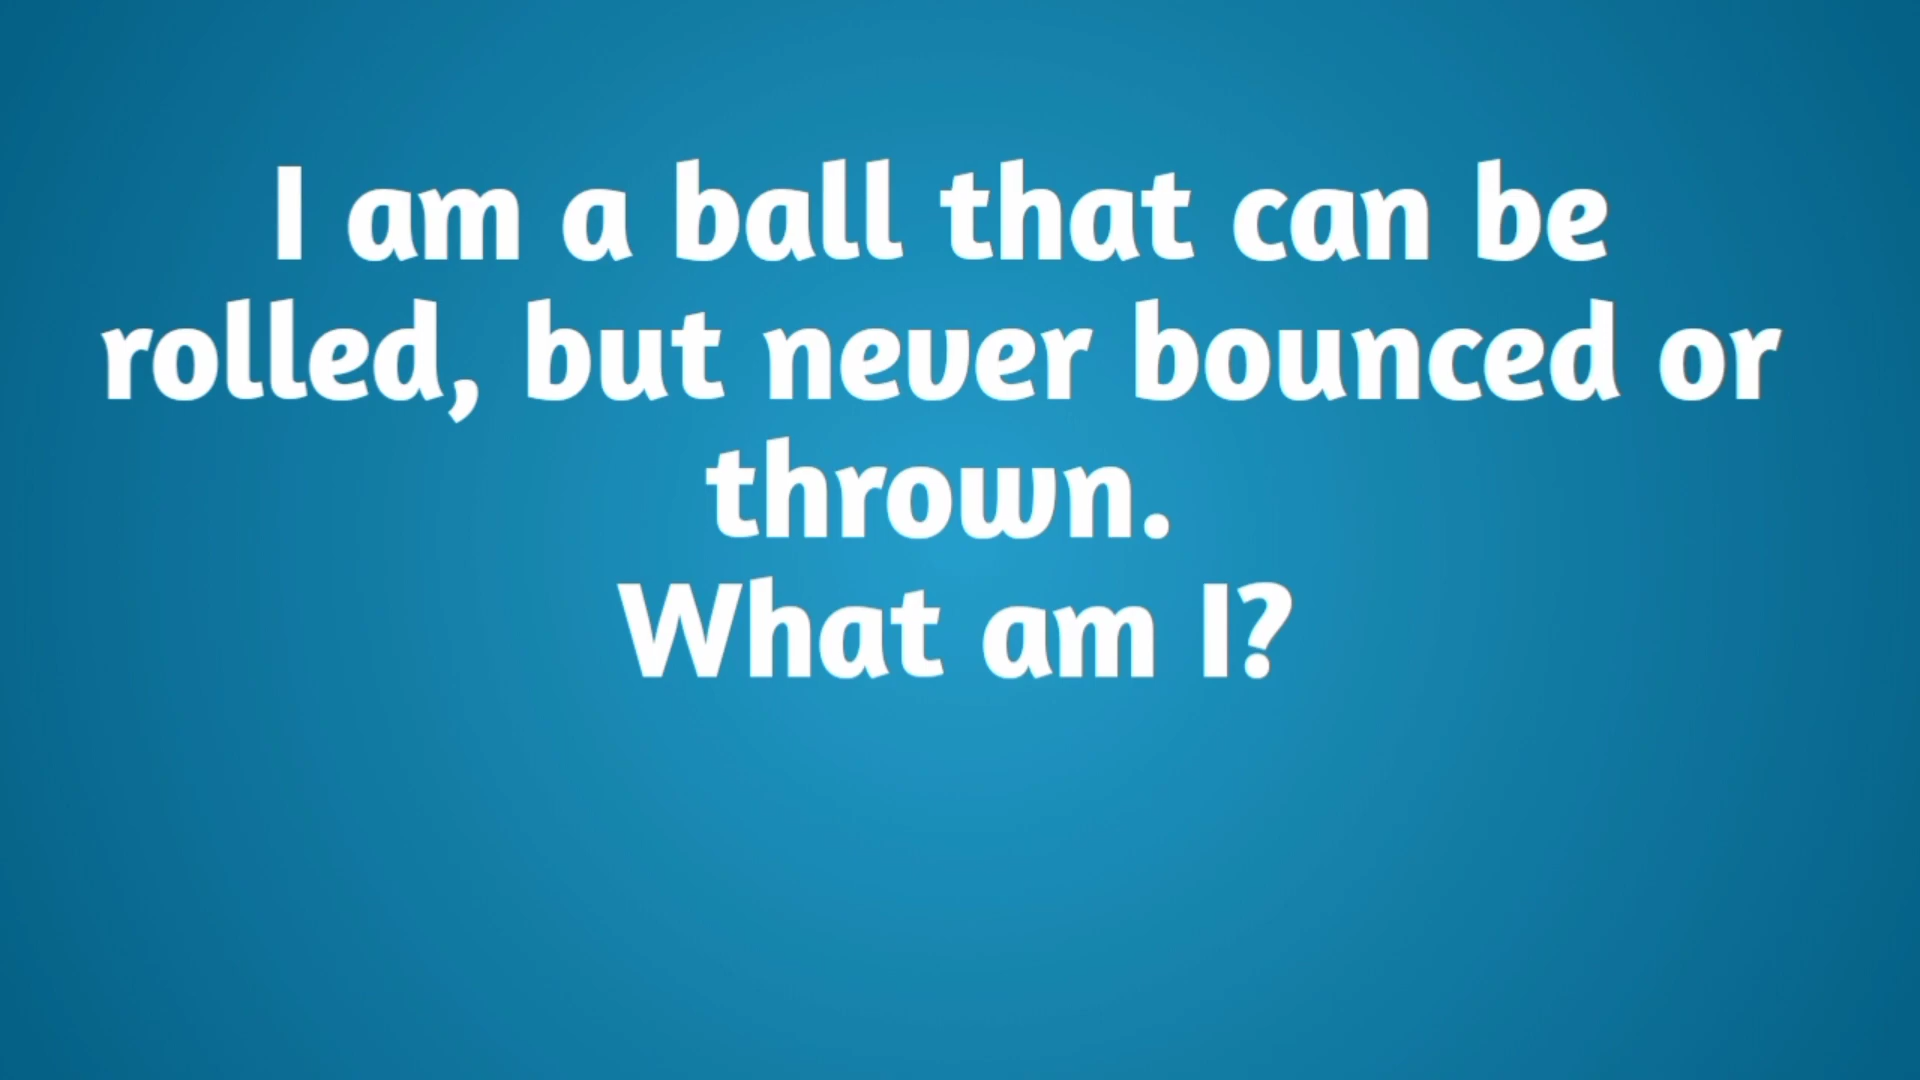 I am a ball that can be
rolled, but never bounced or
thrown.
What am I?